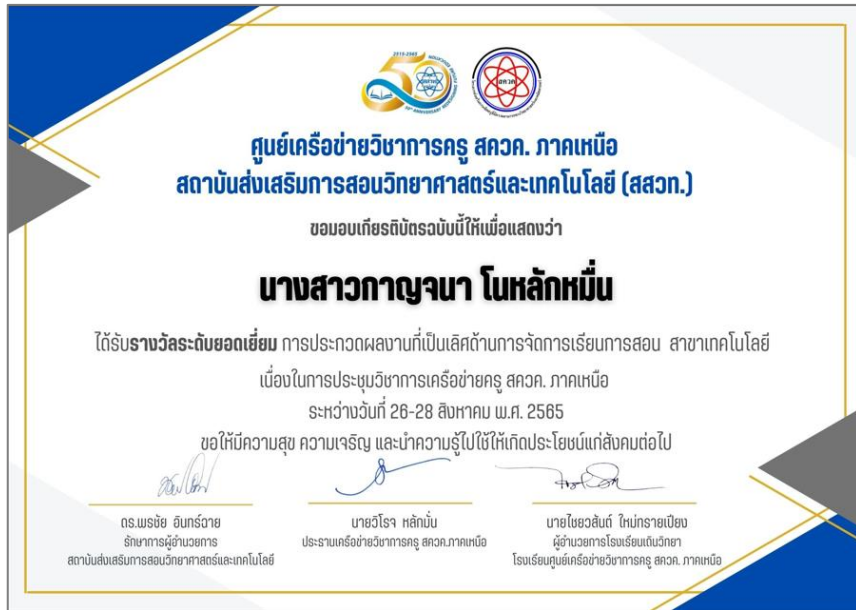 50
สควค
ศูนย์เครือข่ายวิชาการครู สควค. ภาคเหนือ
สถาบันส่งเสริมการสอนวิทยาศาสตร์และเทคโนโลยี (สสวท.)
ขอมอบเกียรติบัตรฉบับนี้ให้เพื่อแสดงว่า
นางสาวกาญจนา โนหลักหมื่น
ได้รับรางวัลระดับยอดเยี่ยม การประกวดผลงานที่เป็นเลิศด้านการจัดการเรียนการสอน สาขาเทคโนโลยี
เนื่องในการประชุมวิชาการเครือข่ายครู สควค. ภาคเหนือ
ระหว่างวันที่ 26-28 สิงหาคม พ.ศ. 2565
ขอให้มีความสุข ความเจริญ และนำความรู้ไปใช้ให้เกิดประโยชน์แก่สังคมต่อไป
ดร.พรชัย อินทร์ฉาย
รักษาการผู้อำนวยการ
สถาบันส่งเสริมการสอนวิทยาศาสตร์และเทคโนโลยี
นายวิโรจ หลักมั่น
ประธานเครือข่ายวิชาการครู สควค.ภาคเหนือ
นายไชยวสันต์ ใหม่ทรายเปียง
ผู้อำนวยการโรงเรียนเถินวิทยา
โรงเรียนศูนย์เครือข่ายวิชาการครู สควค. ภาคเหนือ